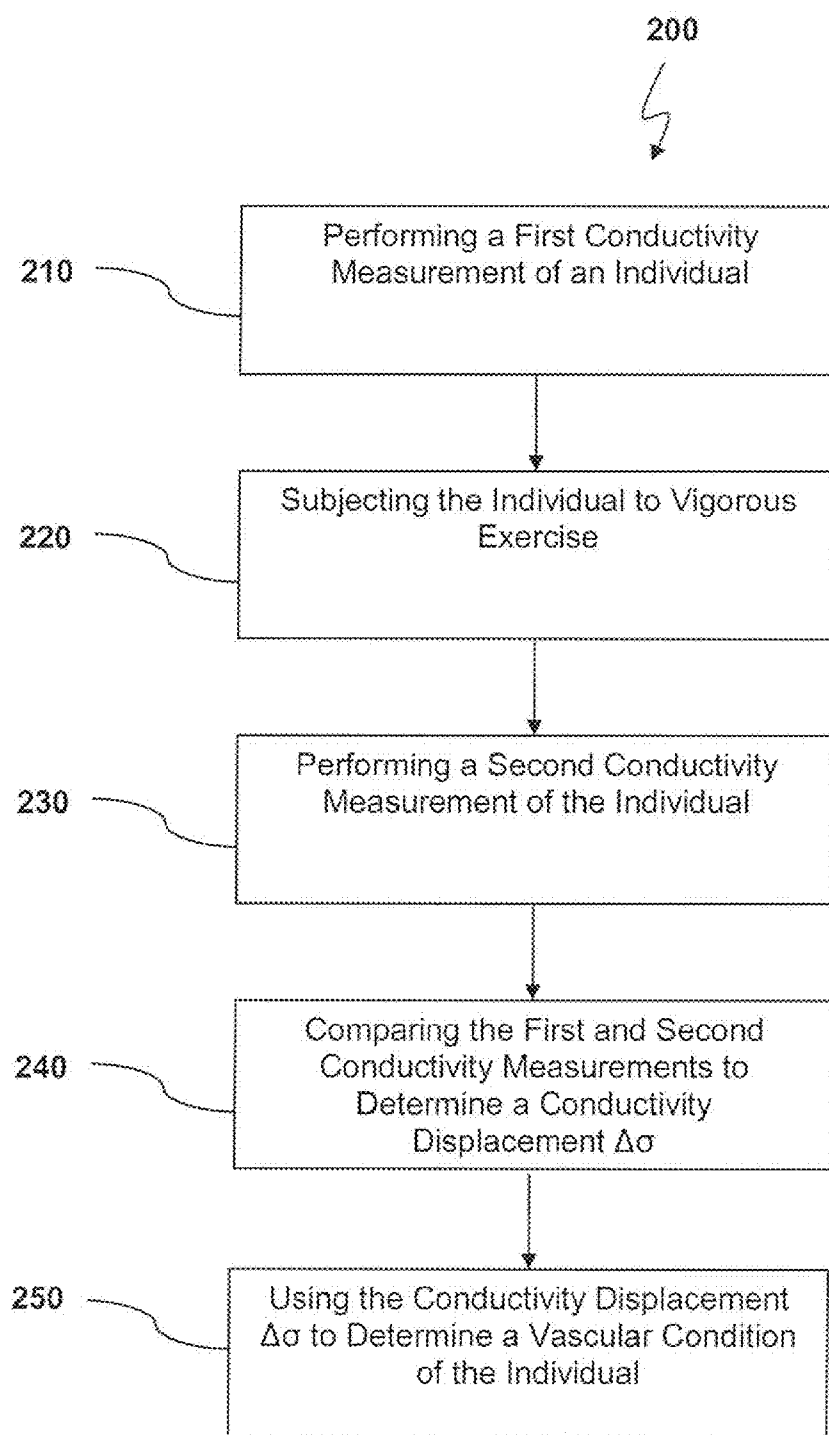 200
210
Performing a First Conductivity
Measurement of an Individual
220
Subjecting the Individual to Vigorous
Exercise
230
Performing a Second Conductivity
Measurement of the Individual
240
Comparing the First and Second
Conductivity Measurements to
Determine a Conductivity
Displacement Δσ
250
Using the Conductivity Displacement
Δσ to Determine a Vascular Condition
of the Individual